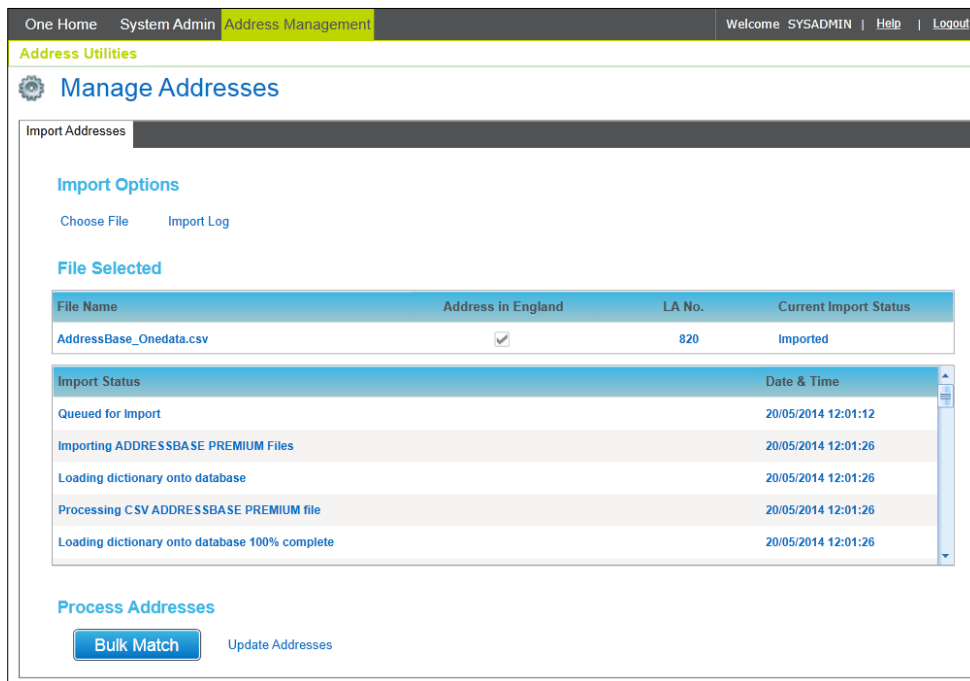 One Home System Admin Address Management Welcome SYSADMIN | Help | Logout
Address Utilities
Manage Addresses
Import Addresses
Import Options
Choose File Import Log
File Selected
File Name Address in England LA No. Current Import Status
AddressBase_Onedata.csv 820 Imported
Import Status Date & Time
Queued for Import 20/05/2014 12:01:12
Importing ADDRESSBASE PREMIUM Files 20/05/2014 12:01:26
Loading dictionary onto database 20/05/2014 12:01:26
Processing CSV ADDRESSBASE PREMIUM file 20/05/2014 12:01:26
Loading dictionary onto database 100% complete 20/05/2014 12:01:26
Process Addresses
Bulk Match Update Addresses